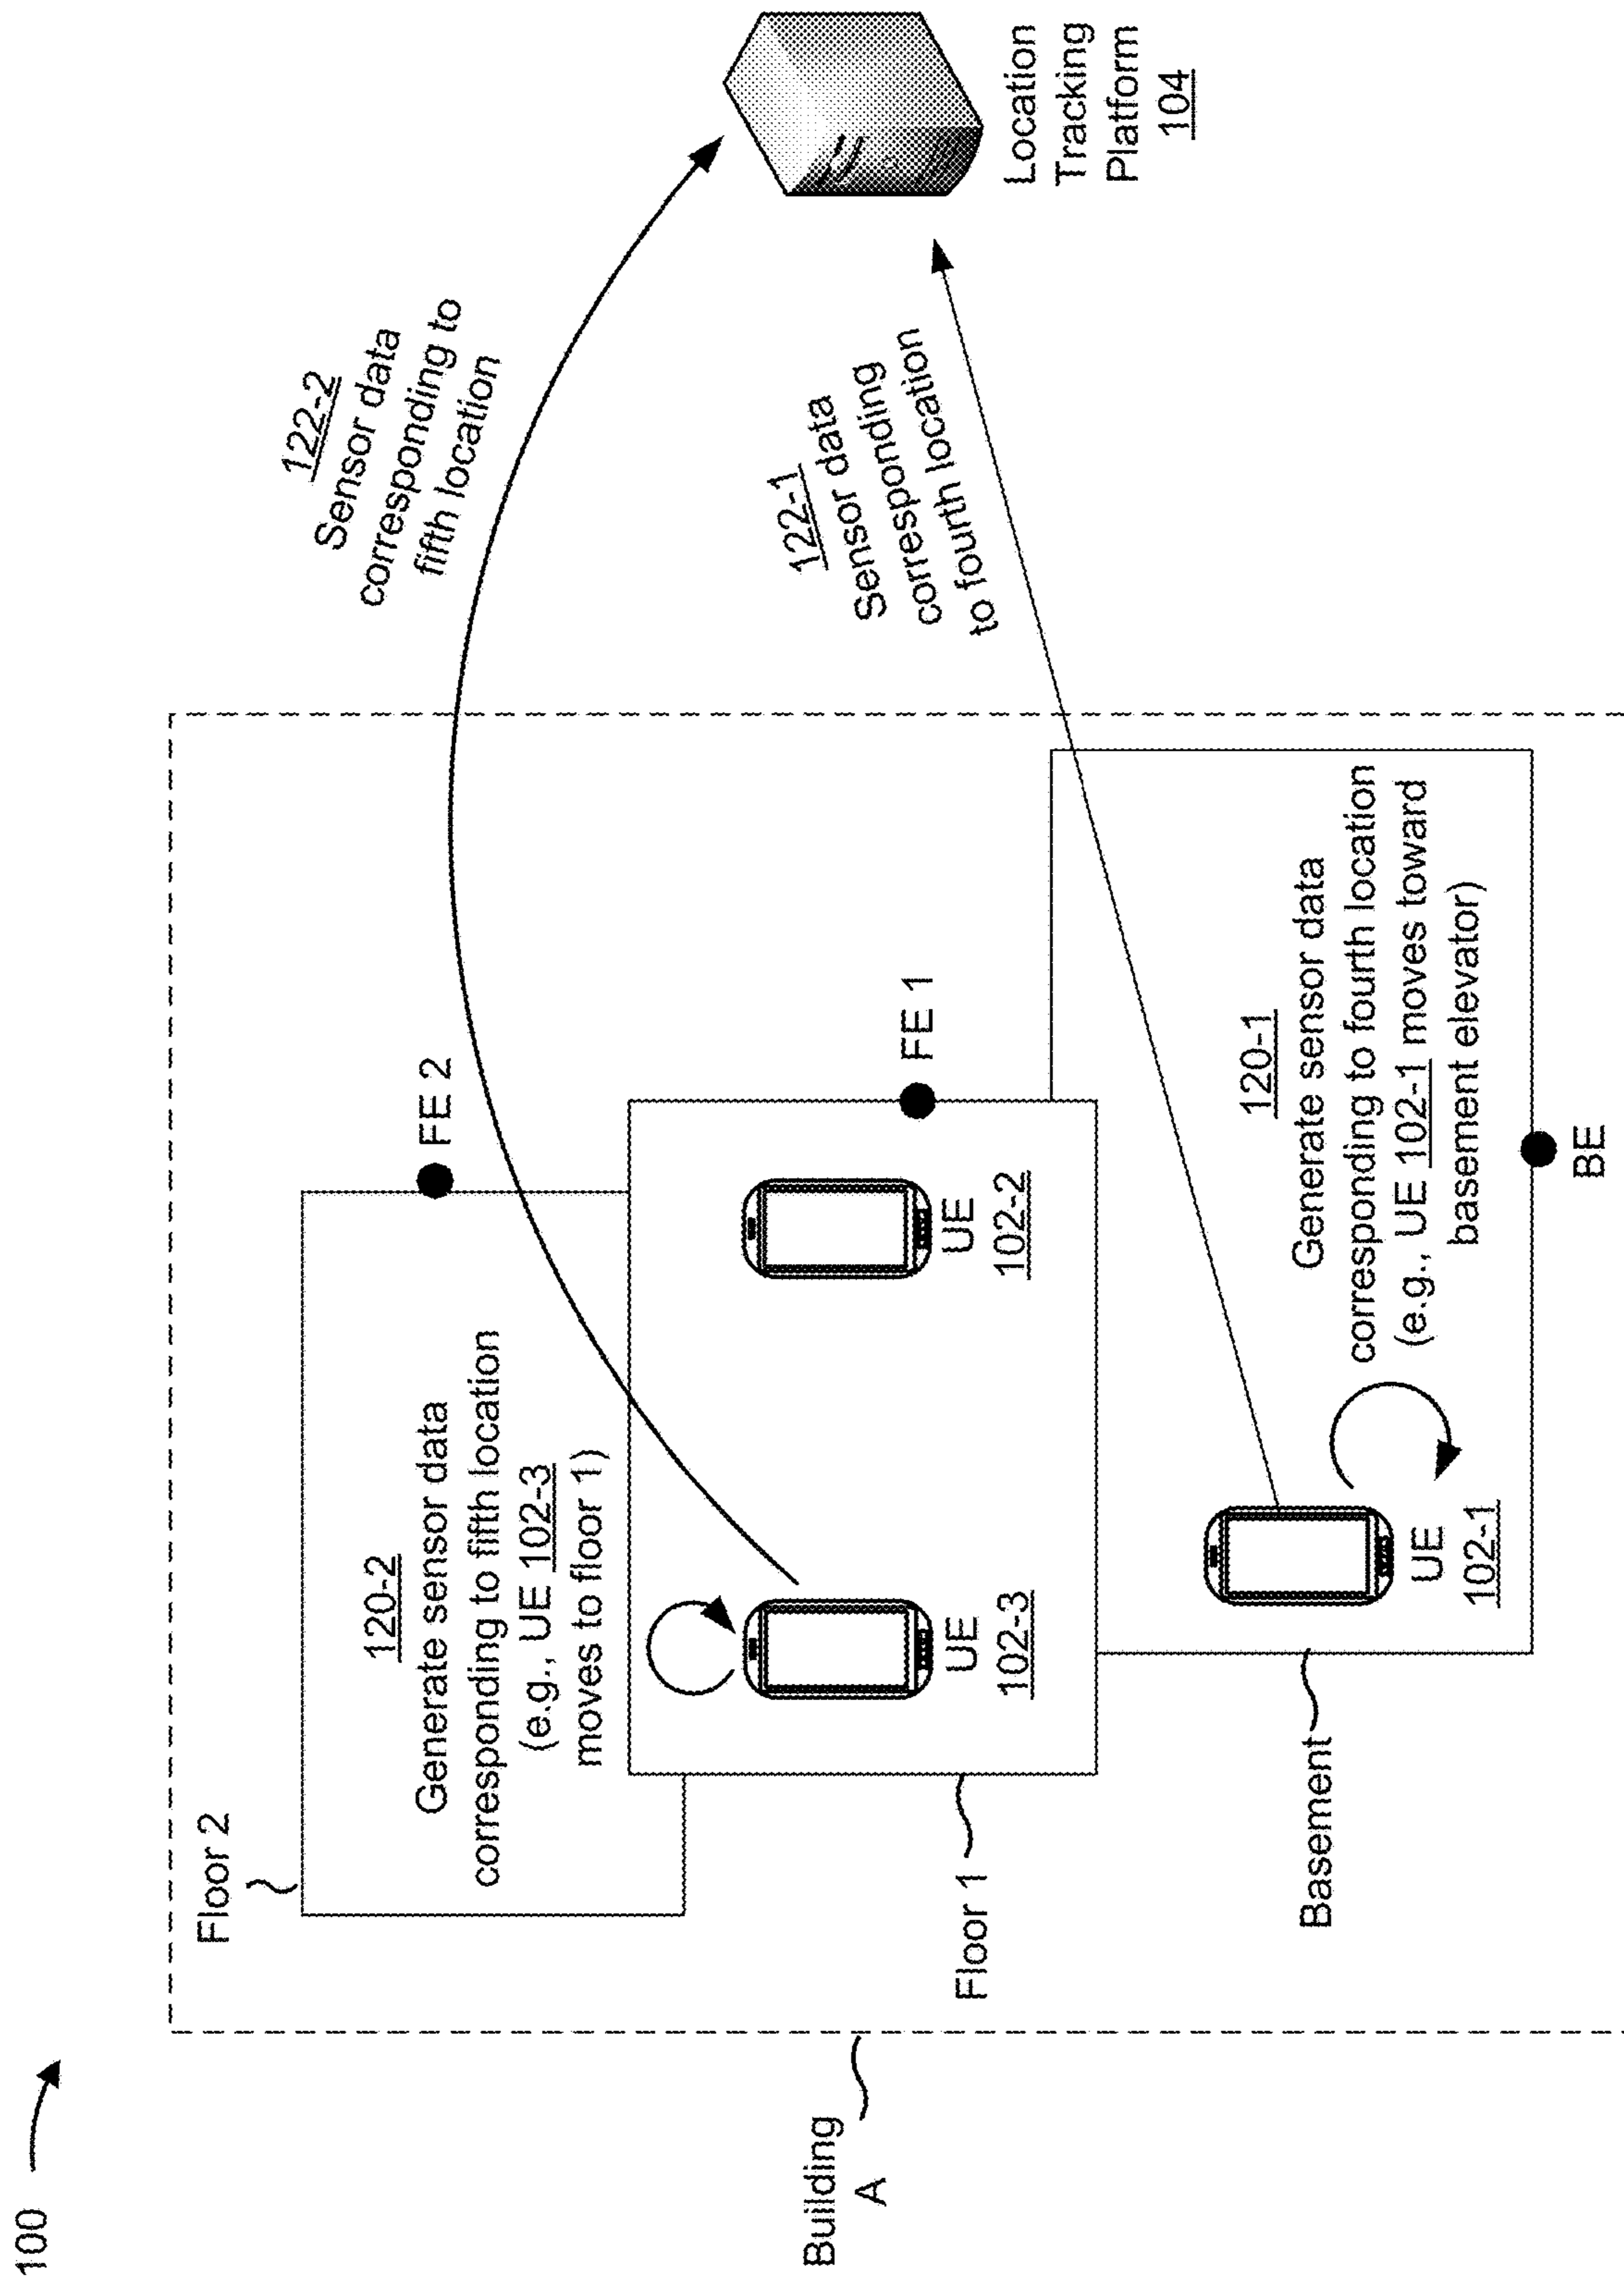 100
Building
A
Floor 2
120-2
Generate sensor data
corresponding to fifth location
(e.g., UE 102-3
moves to floor 1)
FE 2
Floor 1
UE
102-3
UE
102-2
FE 1
Basement
UE
102-1
120-1
Generate sensor data
corresponding to fourth location
(e.g., UE 102-1 moves toward
basement elevator)
BE
122-2
Sensor data
corresponding to
fifth location
122-1
Sensor data
corresponding
to fourth location
Location
Tracking
Platform
104